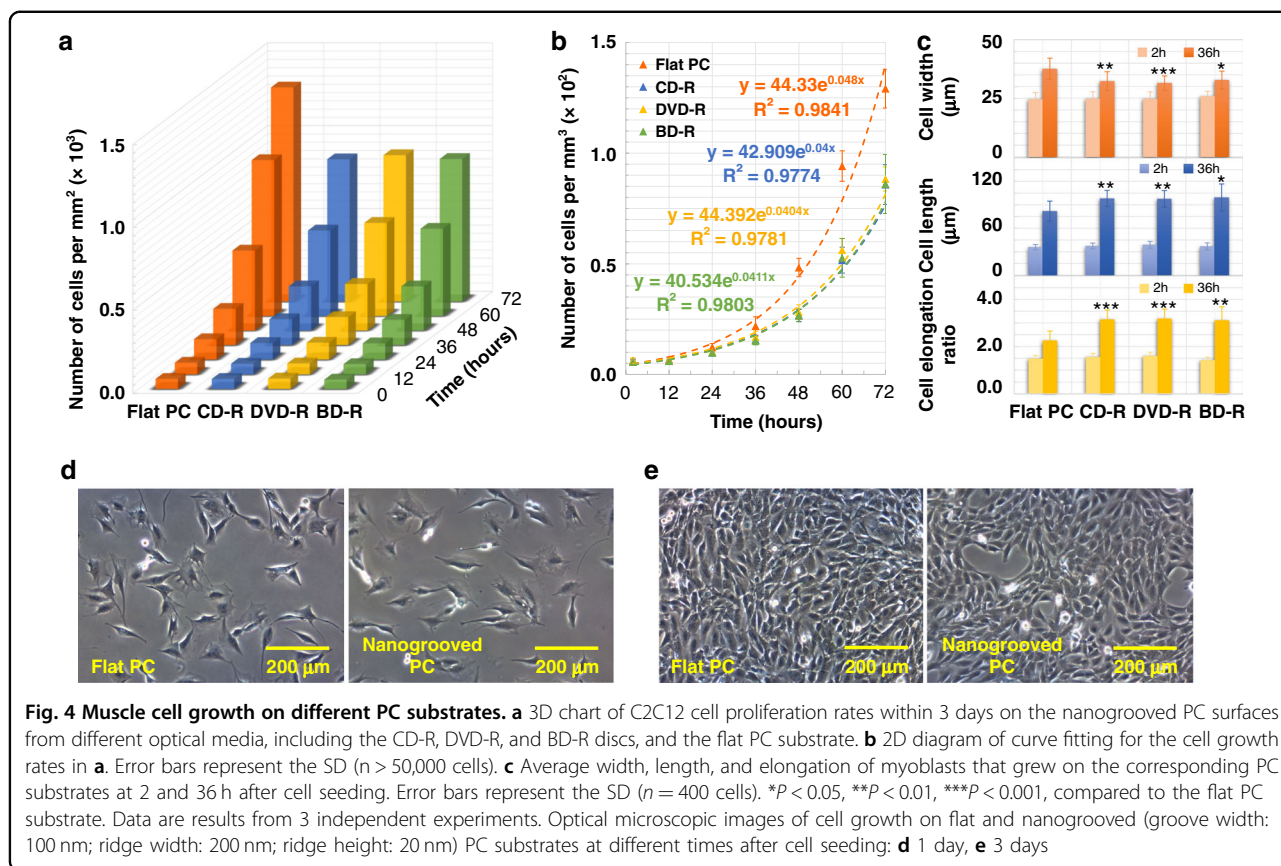 a
Number of cells per mm² (× 10³)
1.5
1.0
0.5
0.0
Flat PC CD-R DVD-R BD-R
0
12
24
36
48
60
72
Time (hours)
b
Number of cells per mm³ (× 10²)
1.5
1.0
0.5
0.0
0 12 24 36 48 60 72
Time (hours)
Flat PC
CD-R
DVD-R
BD-R
y = 44.33e^0.048x
R² = 0.9841
y = 42.909e^0.04x
R² = 0.9774
y = 44.392e^0.0404x
R² = 0.9781
y = 40.534e^0.0411x
R² = 0.9803
c
Cell width
(μm)
50
25
0
2h 36h
** *** *
Cell length
(μm)
120
60
0
2h 36h
** ** *
Cell elongation
ratio
4.0
2.0
0.0
2h 36h
*** *** **
Flat PC CD-R DVD-R BD-R
d
Flat PC
200 μm
Nanogrooved
PC
200 μm
e
Flat PC
200 μm
Nanogrooved
PC
200 μm
Fig. 4 Muscle cell growth on different PC substrates. a 3D chart of C2C12 cell proliferation rates within 3 days on the nanogrooved PC surfaces
from different optical media, including the CD-R, DVD-R, and BD-R discs, and the flat PC substrate. b 2D diagram of curve fitting for the cell growth
rates in a. Error bars represent the SD (n > 50,000 cells). c Average width, length, and elongation of myoblasts that grew on the corresponding PC
substrates at 2 and 36 h after cell seeding. Error bars represent the SD (n = 400 cells). *P < 0.05, **P < 0.01, ***P < 0.001, compared to the flat PC
substrate. Data are results from 3 independent experiments. Optical microscopic images of cell growth on flat and nanogrooved (groove width:
100 nm; ridge width: 200 nm; ridge height: 20 nm) PC substrates at different times after cell seeding: d 1 day, e 3 days